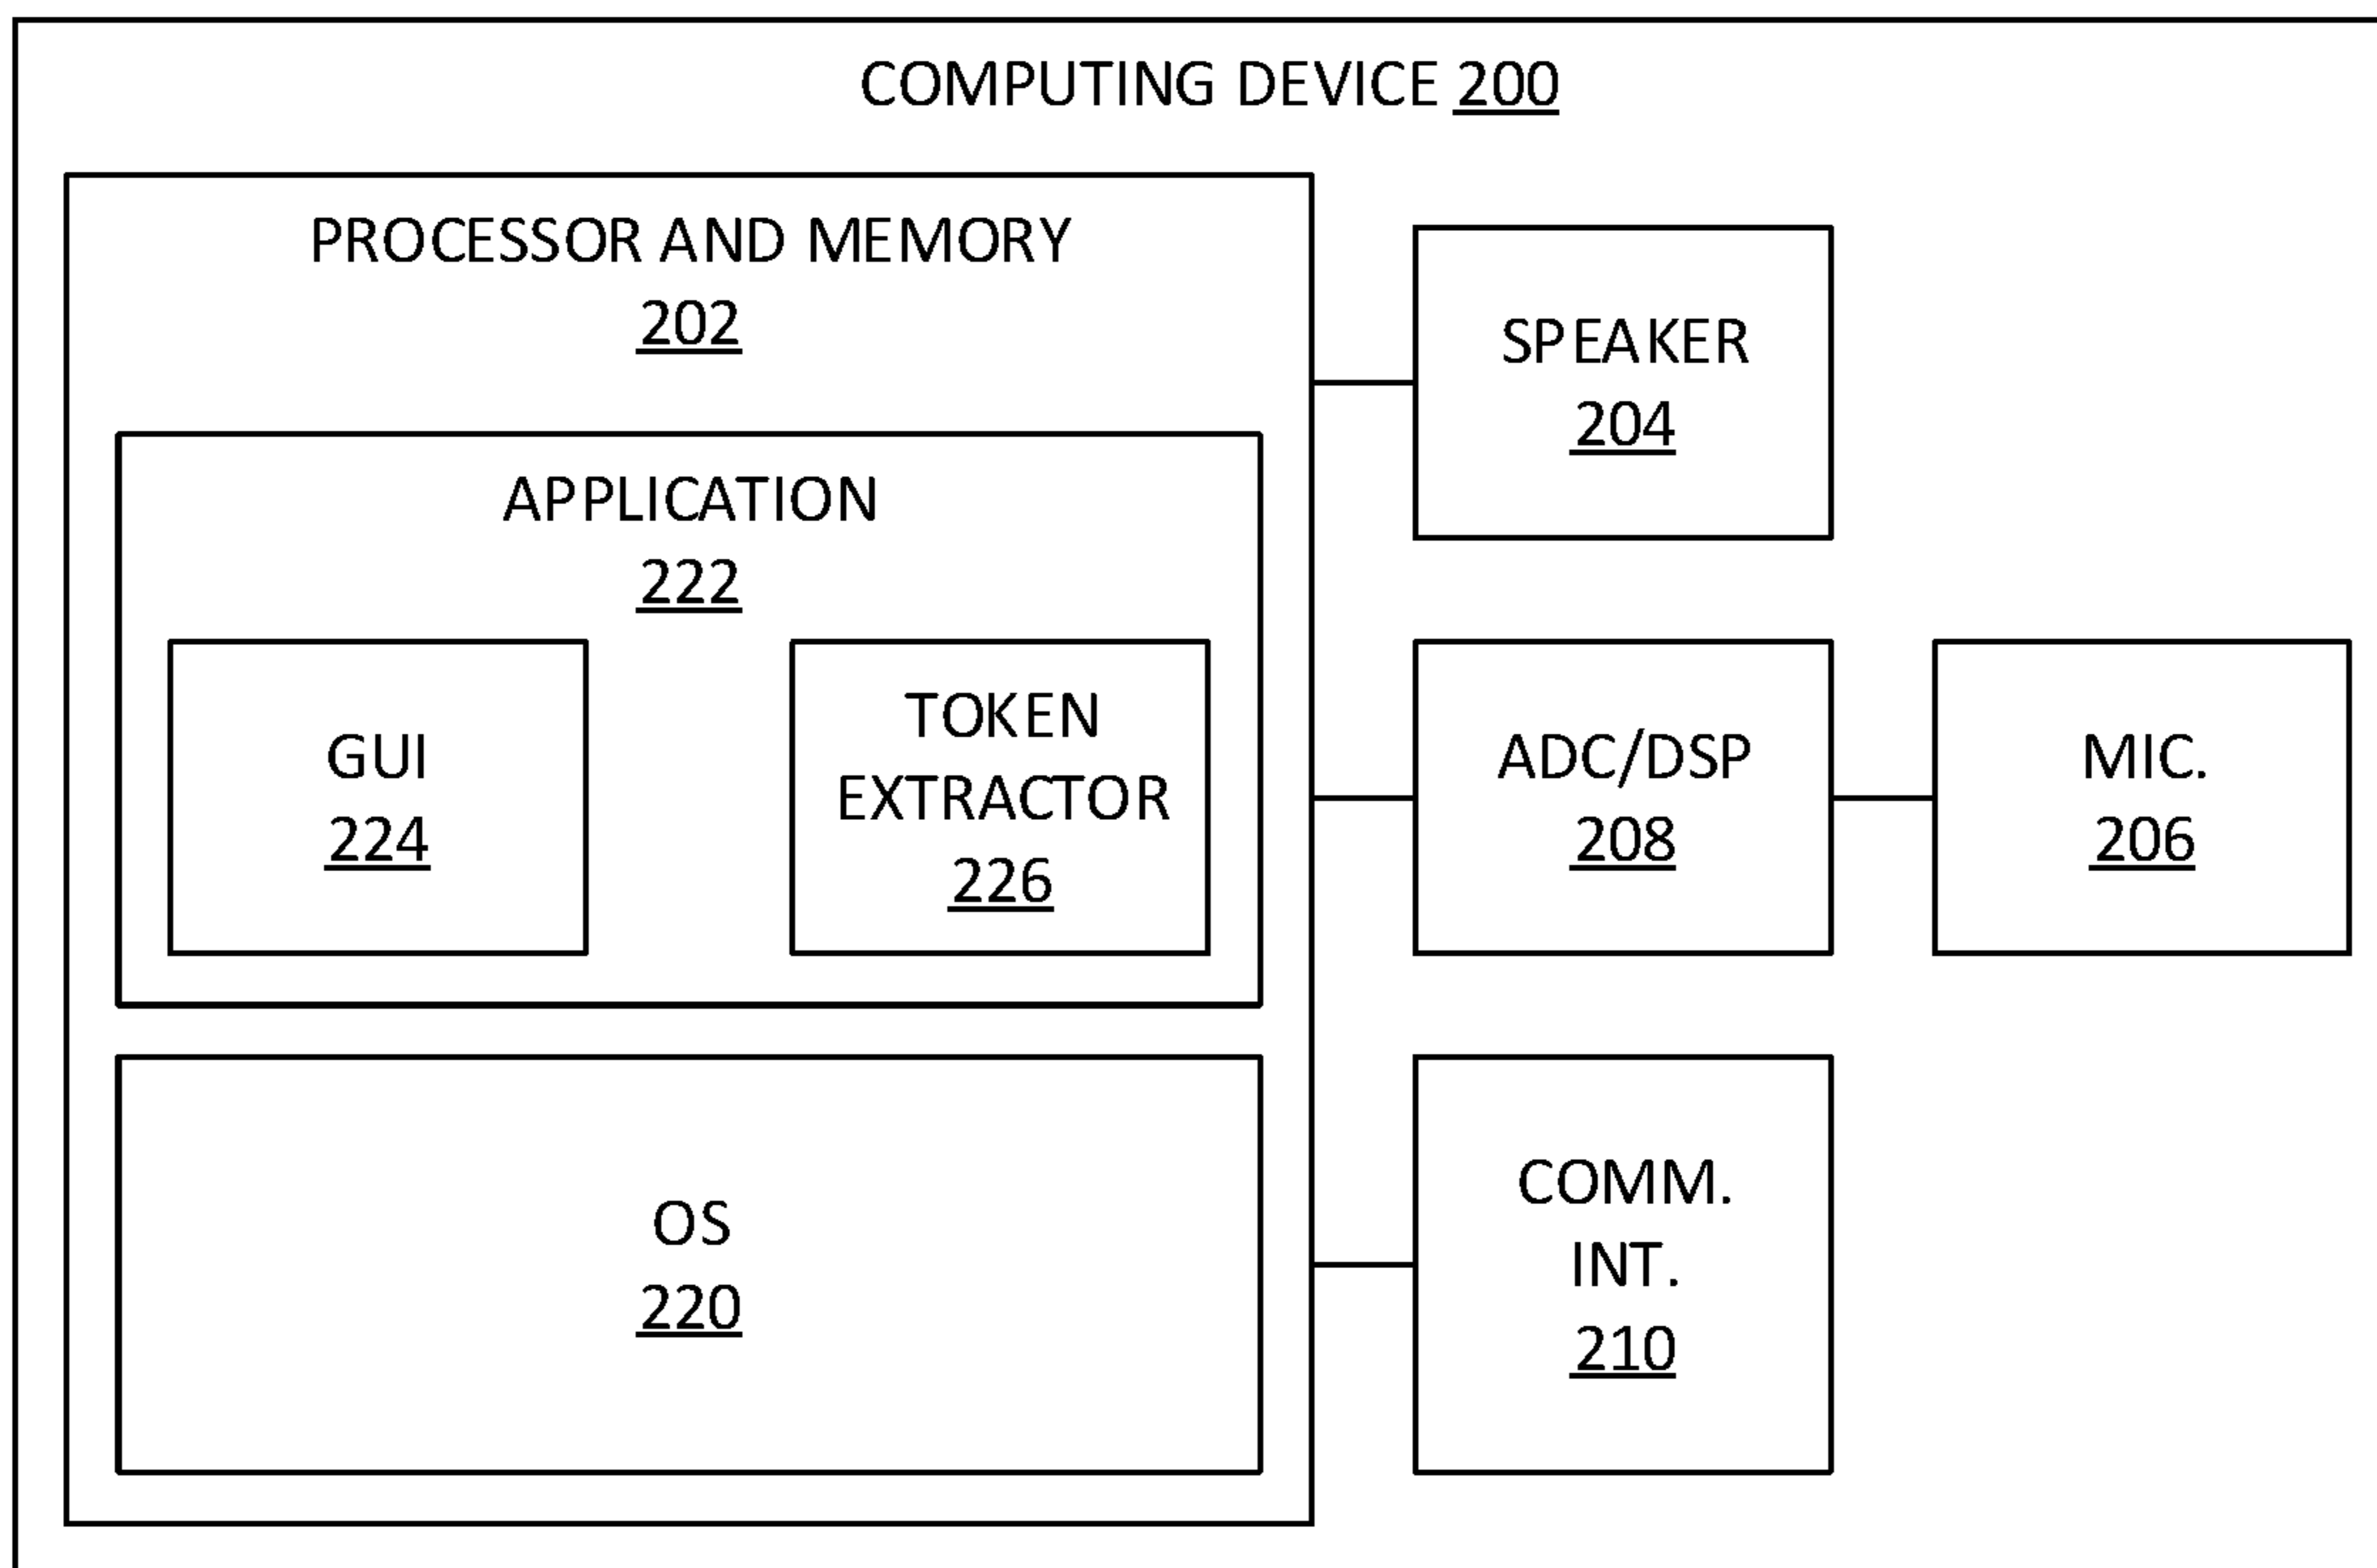 COMPUTING DEVICE 200
PROCESSOR AND MEMORY
202
APPLICATION
222
GUI
224
TOKEN
EXTRACTOR
226
OS
220
SPEAKER
204
ADC/DSP
208
MIC.
206
COMM.
INT.
210